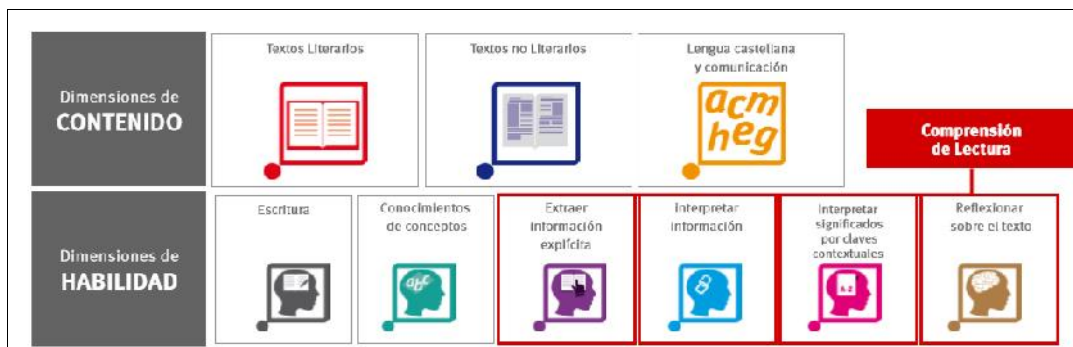 Dimensiones de
CONTENIDO
Textos Literarios
Textos no Literarios
Lengua castellana
y comunicación
acm
heg
Comprensión
de Lectura
Dimensiones de
HABILIDAD
Escritura
Conocimientos
de conceptos
abc
Extraer
información
explícita
Interpretar
información
Interpretar
significados
por claves
contextuales
A-Z
Reflexionar
sobre el texto